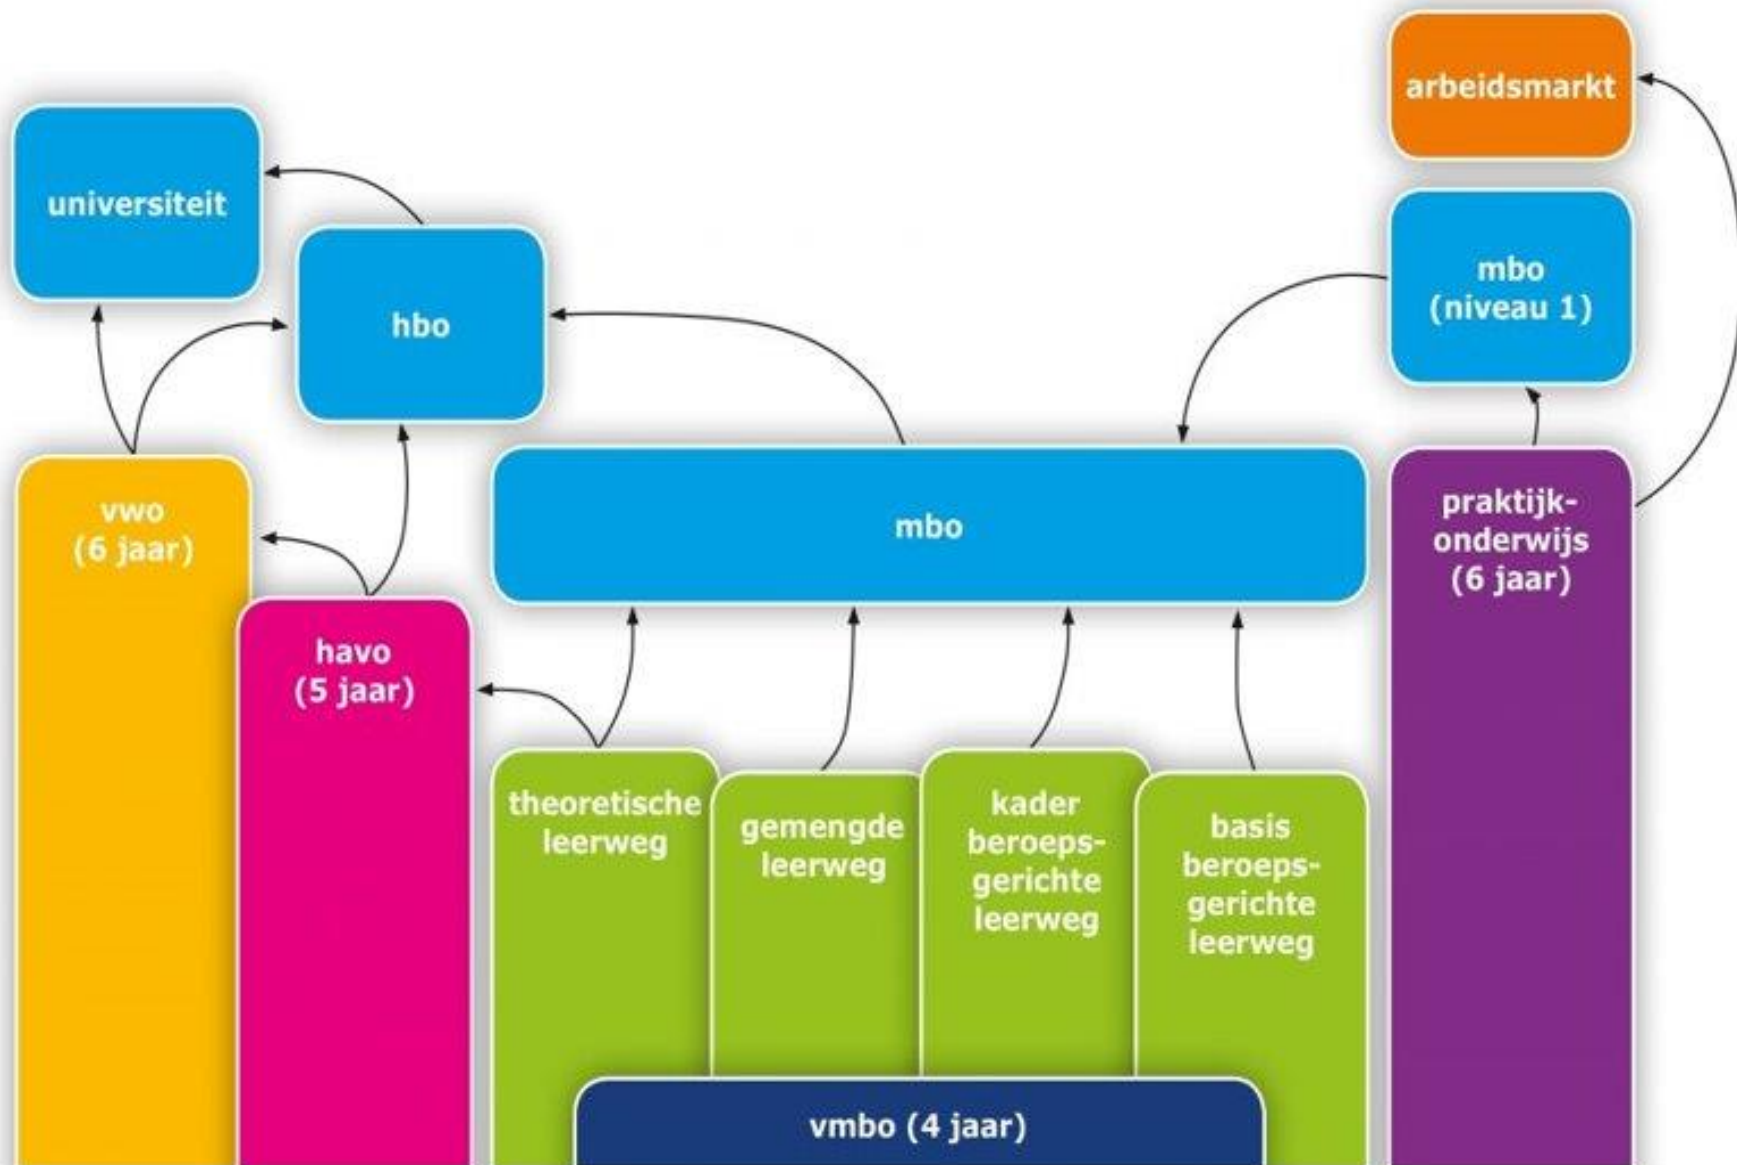 arbeidsmarkt
universiteit
mbo
(niveau 1)
hbo
vwo
(6 jaar)
mbo
praktijk-
onderwijs
(6 jaar)
havo
(5 jaar)
theoretische
leerweg
gemengde
leerweg
kader
beroeps-
gerichte
leerweg
basis
beroeps-
gerichte
leerweg
vmbo (4 jaar)